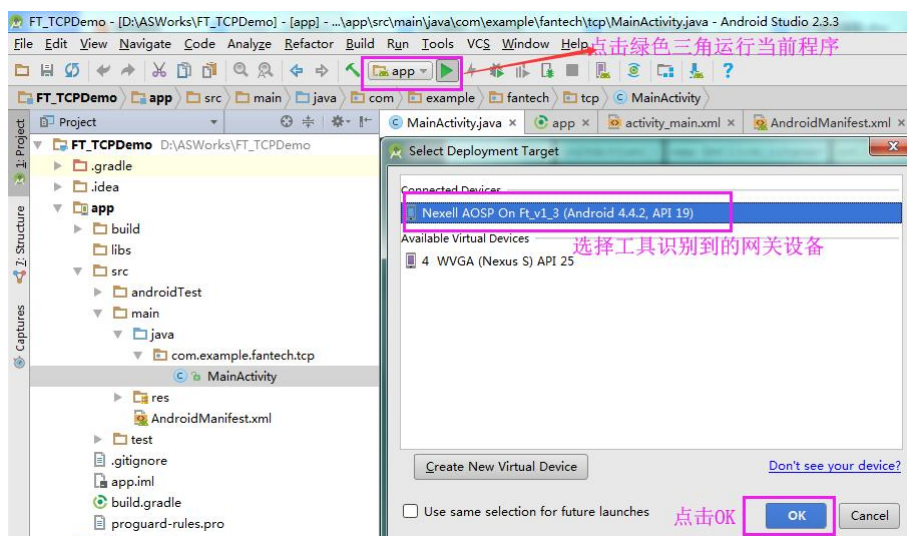 FT_TCPDemo - [D:\ASWorks\FT_TCPDemo] - [app] - ...\app\src\main\java\com\example\fantech\tcp\MainActivity.java - Android Studio 2.3.3
File Edit View Navigate Code Analyze Refactor Build Run Tools VCS Window Help
点击绿色三角运行当前程序
app
FT_TCPDemo app src main java com example fantech tcp MainActivity
Project
MainActivity.java × app × activity_main.xml × AndroidManifest.xml ×
1: Project
7: Structure
Captures
FT_TCPDemo D:\ASWorks\FT_TCPDemo
.gradle
.idea
app
build
libs
src
androidTest
main
java
com.example.fantech.tcp
MainActivity
res
AndroidManifest.xml
test
.gitignore
app.iml
build.gradle
proguard-rules.pro
Select Deployment Target
Connected Devices
Nexell AOSP On Ft_v1_3 (Android 4.4.2, API 19)
Available Virtual Devices
选择工具识别到的网关设备
4 WVGA (Nexus S) API 25
Create New Virtual Device
Don't see your device?
Use same selection for future launches
点击OK
OK
Cancel